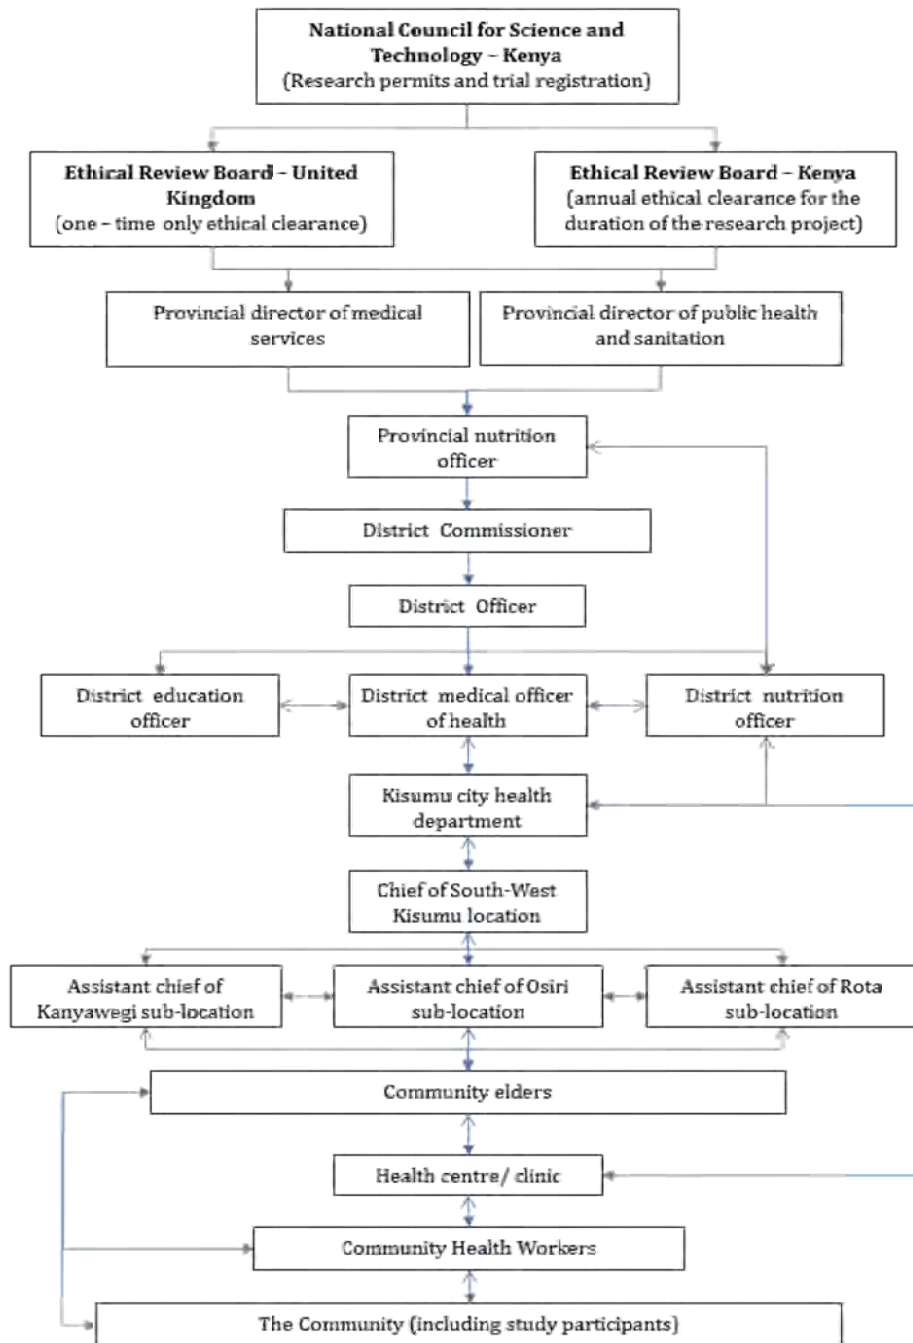 National Council for Science and
Technology – Kenya
(Research permits and trial registration)
Ethical Review Board – United
Kingdom
(one – time only ethical clearance)
Ethical Review Board – Kenya
(annual ethical clearance for the
duration of the research project)
Provincial director of medical
services
Provincial director of public health
and sanitation
Provincial nutrition
officer
District Commissioner
District Officer
District education
officer
District medical officer
of health
District nutrition
officer
Kisumu city health
department
Chief of South-West
Kisumu location
Assistant chief of
Kanyawegi sub-location
Assistant chief of Osiri
sub-location
Assistant chief of Rota
sub-location
Community elders
Health centre/ clinic
Community Health Workers
The Community (including study participants)